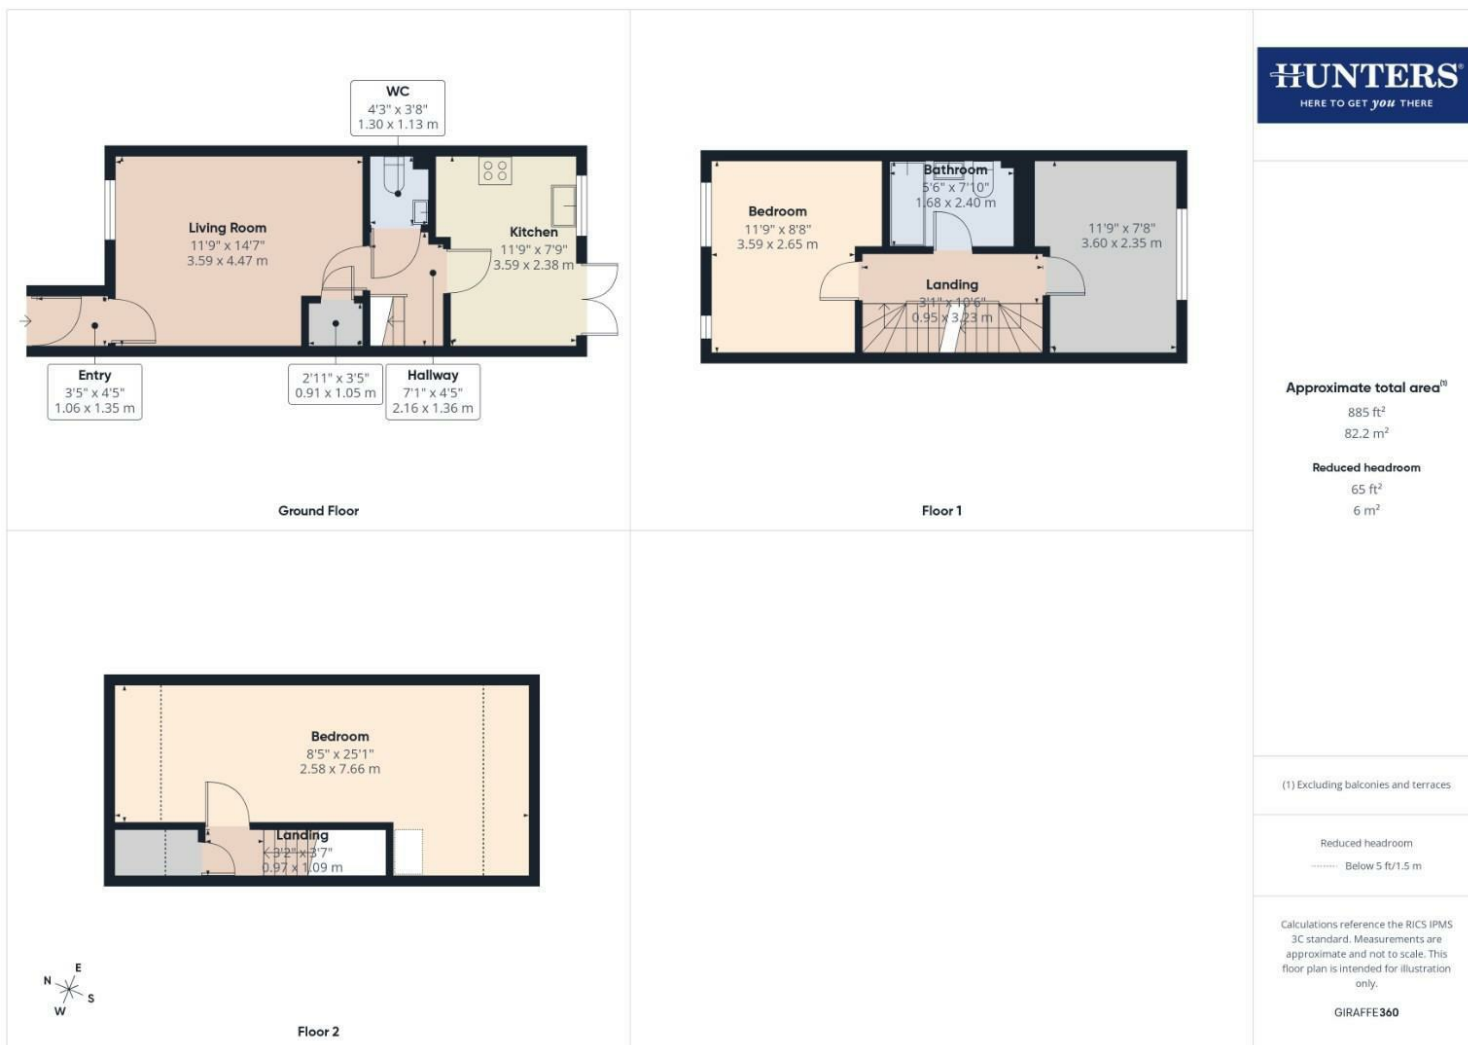 WC
4'3" x 3'8"
1.30 x 1.13 m
Living Room
11'9" x 14'7"
3.59 x 4.47 m
Kitchen
11'9" x 7'9"
3.59 x 2.38 m
Entry
3'5" x 4'5"
1.06 x 1.35 m
2'11" x 3'5"
0.91 x 1.05 m
Hallway
7'1" x 4'5"
2.16 x 1.36 m
Ground Floor
Bedroom
11'9" x 8'8"
3.59 x 2.65 m
Bathroom
5'6" x 7'10"
1.68 x 2.40 m
11'9" x 7'8"
3.60 x 2.35 m
Landing
3'1" x 10'6"
0.95 x 3.23 m
Floor 1
Bedroom
8'5" x 25'1"
2.58 x 7.66 m
Landing
3'2" x 3'7"
0.97 x 1.09 m
N
E
S
W
Floor 2
HUNTERS®
HERE TO GET you THERE
Approximate total area(1)
885 ft²
82.2 m²
Reduced headroom
65 ft²
6 m²
(1) Excluding balconies and terraces
Reduced headroom
Below 5 ft/1.5 m
Calculations reference the RICS IPMS
3C standard. Measurements are
approximate and not to scale. This
floor plan is intended for illustration
only.
GIRAFFE360